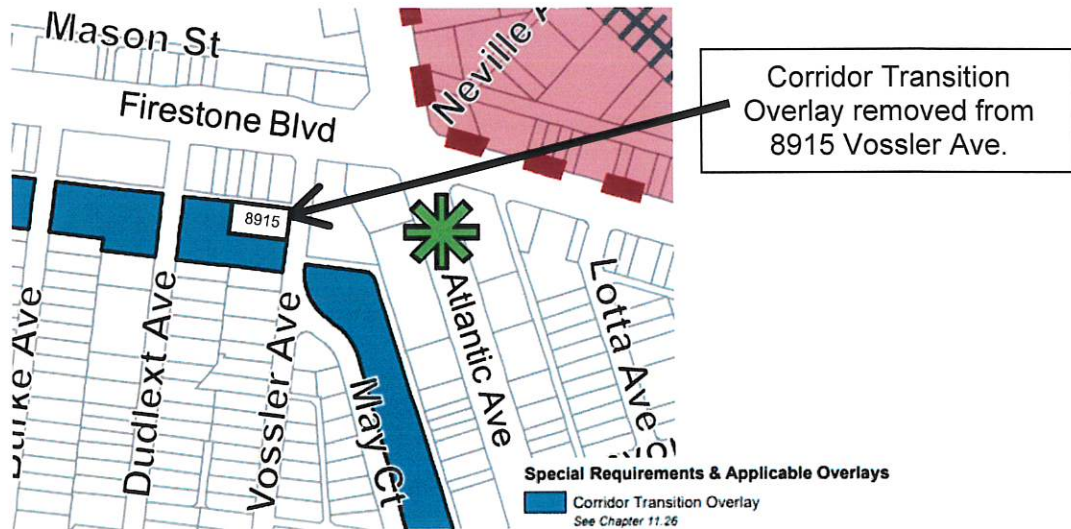 Mason St
Firestone Blvd
Neville
Corridor Transition
Overlay removed from
8915 Vossler Ave.
8915
Ave
Dudlext Ave
Vossler Ave
May Ct
Atlantic Ave
Lotta Ave
Special Requirements & Applicable Overlays
Corridor Transition Overlay
See Chapter 11.26